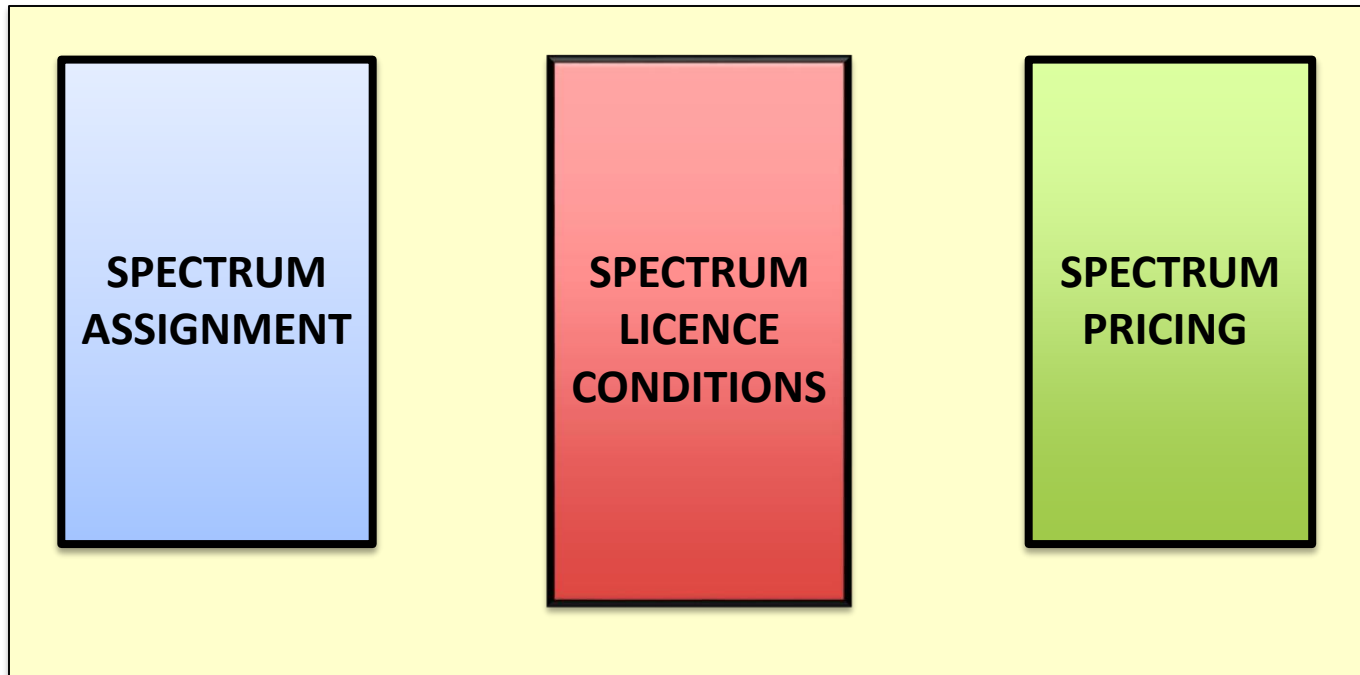 SPECTRUM
ASSIGNMENT
SPECTRUM
LICENCE
CONDITIONS
SPECTRUM
PRICING